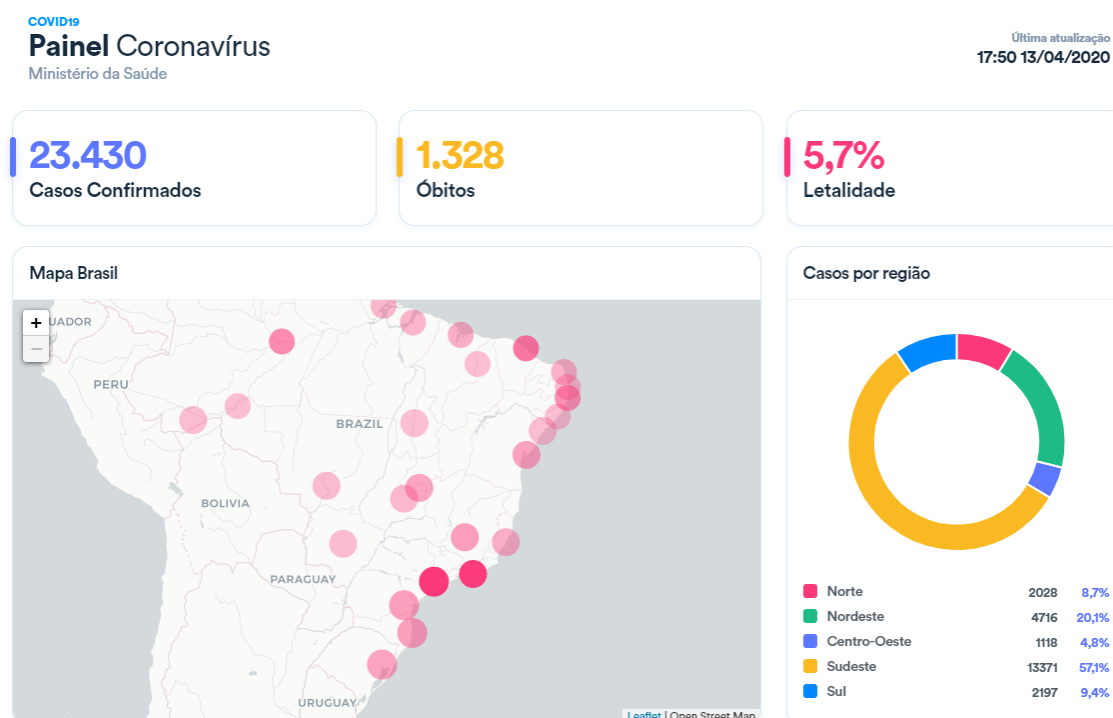 COVID19
Painel Coronavírus
Ministério da Saúde
Última atualização
17:50 13/04/2020
23.430
Casos Confirmados
1.328
Óbitos
5,7%
Letalidade
Mapa Brasil
+
−
UADOR
PERU
BRAZIL
BOLIVIA
PARAGUAY
URUGUAY
Leaflet | Open Street Map
Casos por região
Norte 2028 8,7%
Nordeste 4716 20,1%
Centro-Oeste 1118 4,8%
Sudeste 13371 57,1%
Sul 2197 9,4%